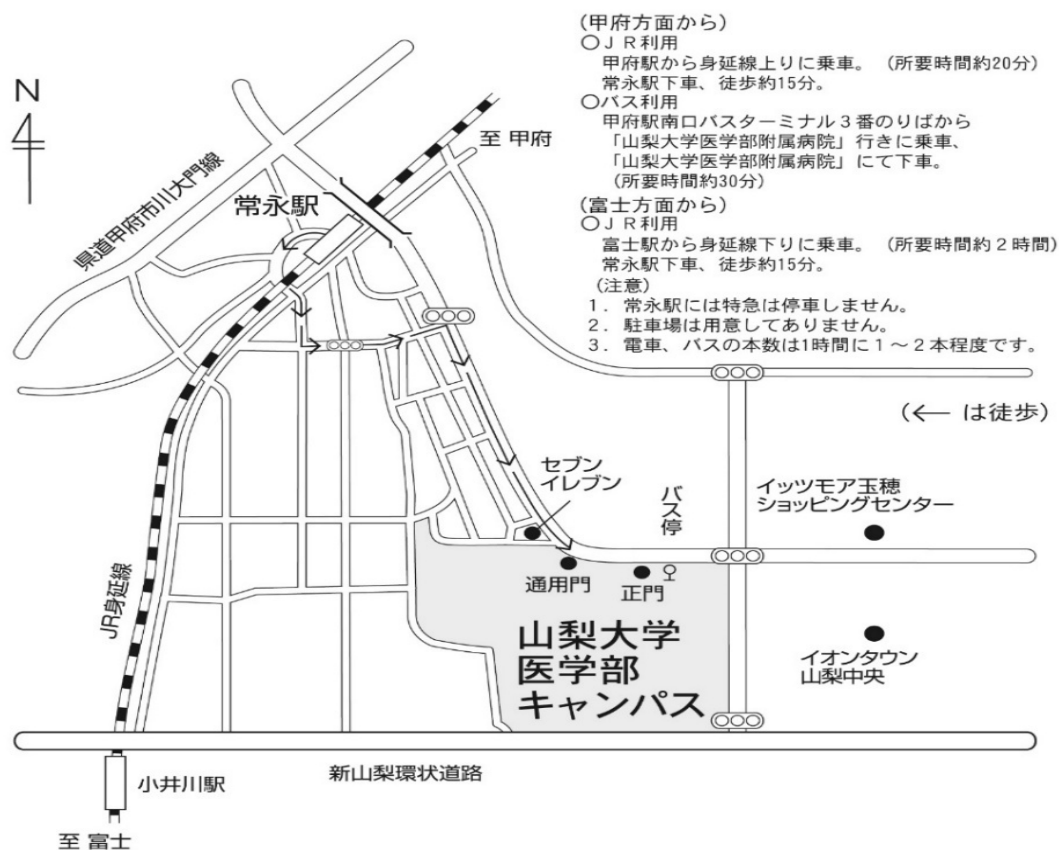 (甲府方面から)
○ＪＲ利用
甲府駅から身延線上りに乗車。 (所要時間約20分)
常永駅下車、徒歩約15分。
○バス利用
甲府駅南口バスターミナル３番のりばから
「山梨大学医学部附属病院」行きに乗車、
「山梨大学医学部附属病院」にて下車。
(所要時間約30分)
(富士方面から)
○ＪＲ利用
富士駅から身延線下りに乗車。 (所要時間約２時間)
常永駅下車、徒歩約15分。
(注意)
1. 常永駅には特急は停車しません。
2. 駐車場は用意してありません。
3. 電車、バスの本数は1時間に１～２本程度です。
(← は徒歩)
N
至 甲府
県道甲府市川大門線
常永駅
セブン
イレブン
バス停
イッツモア玉穂
ショッピングセンター
通用門
正門
JR身延線
山梨大学
医学部
キャンパス
イオンタウン
山梨中央
小井川駅
新山梨環状道路
至 富士